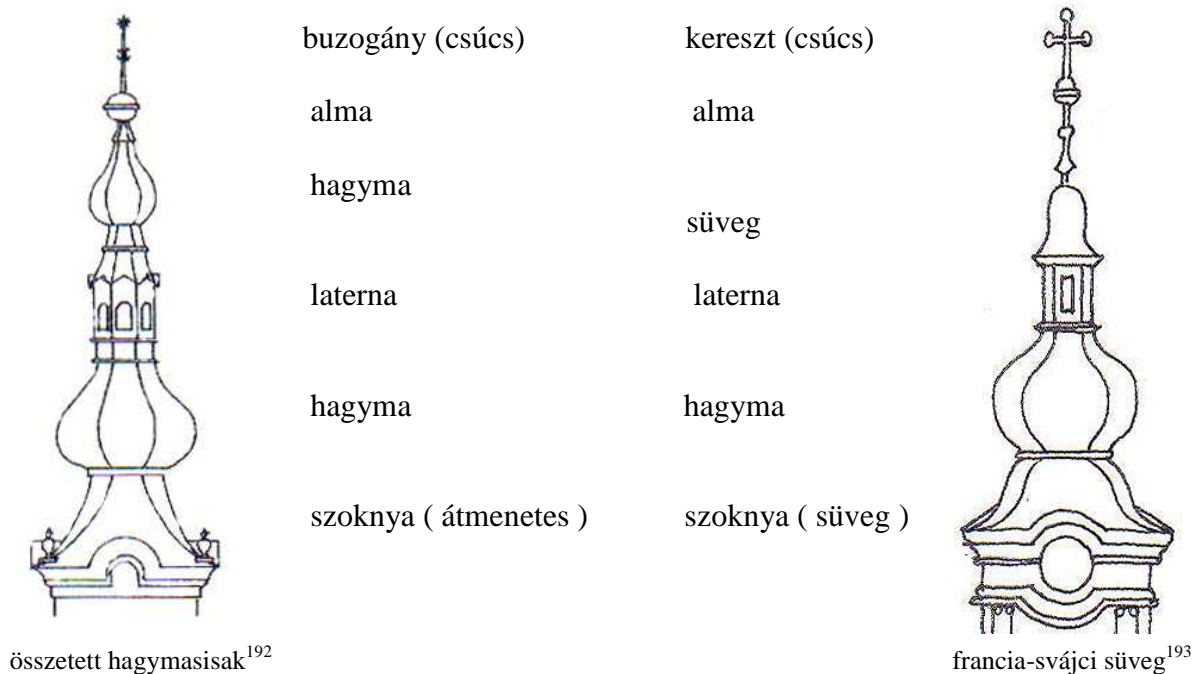 buzogány (csúcs) kereszt (csúcs)
alma alma
hagyma
süveg
laterna laterna
hagyma hagyma
szoknya ( átmenetes ) szoknya ( süveg )
összetett hagymasisak192 francia-svájci süveg193